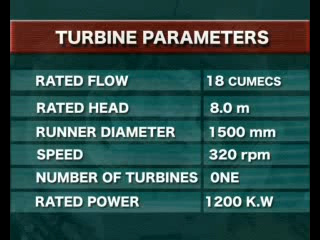 TURBINE PARAMETERS
RATED FLOW 18 CUMECS
RATED HEAD 8.0 m
RUNNER DIAMETER 1500 mm
SPEED 320 rpm
NUMBER OF TURBINES 0NE
RATED POWER 1200 K.W